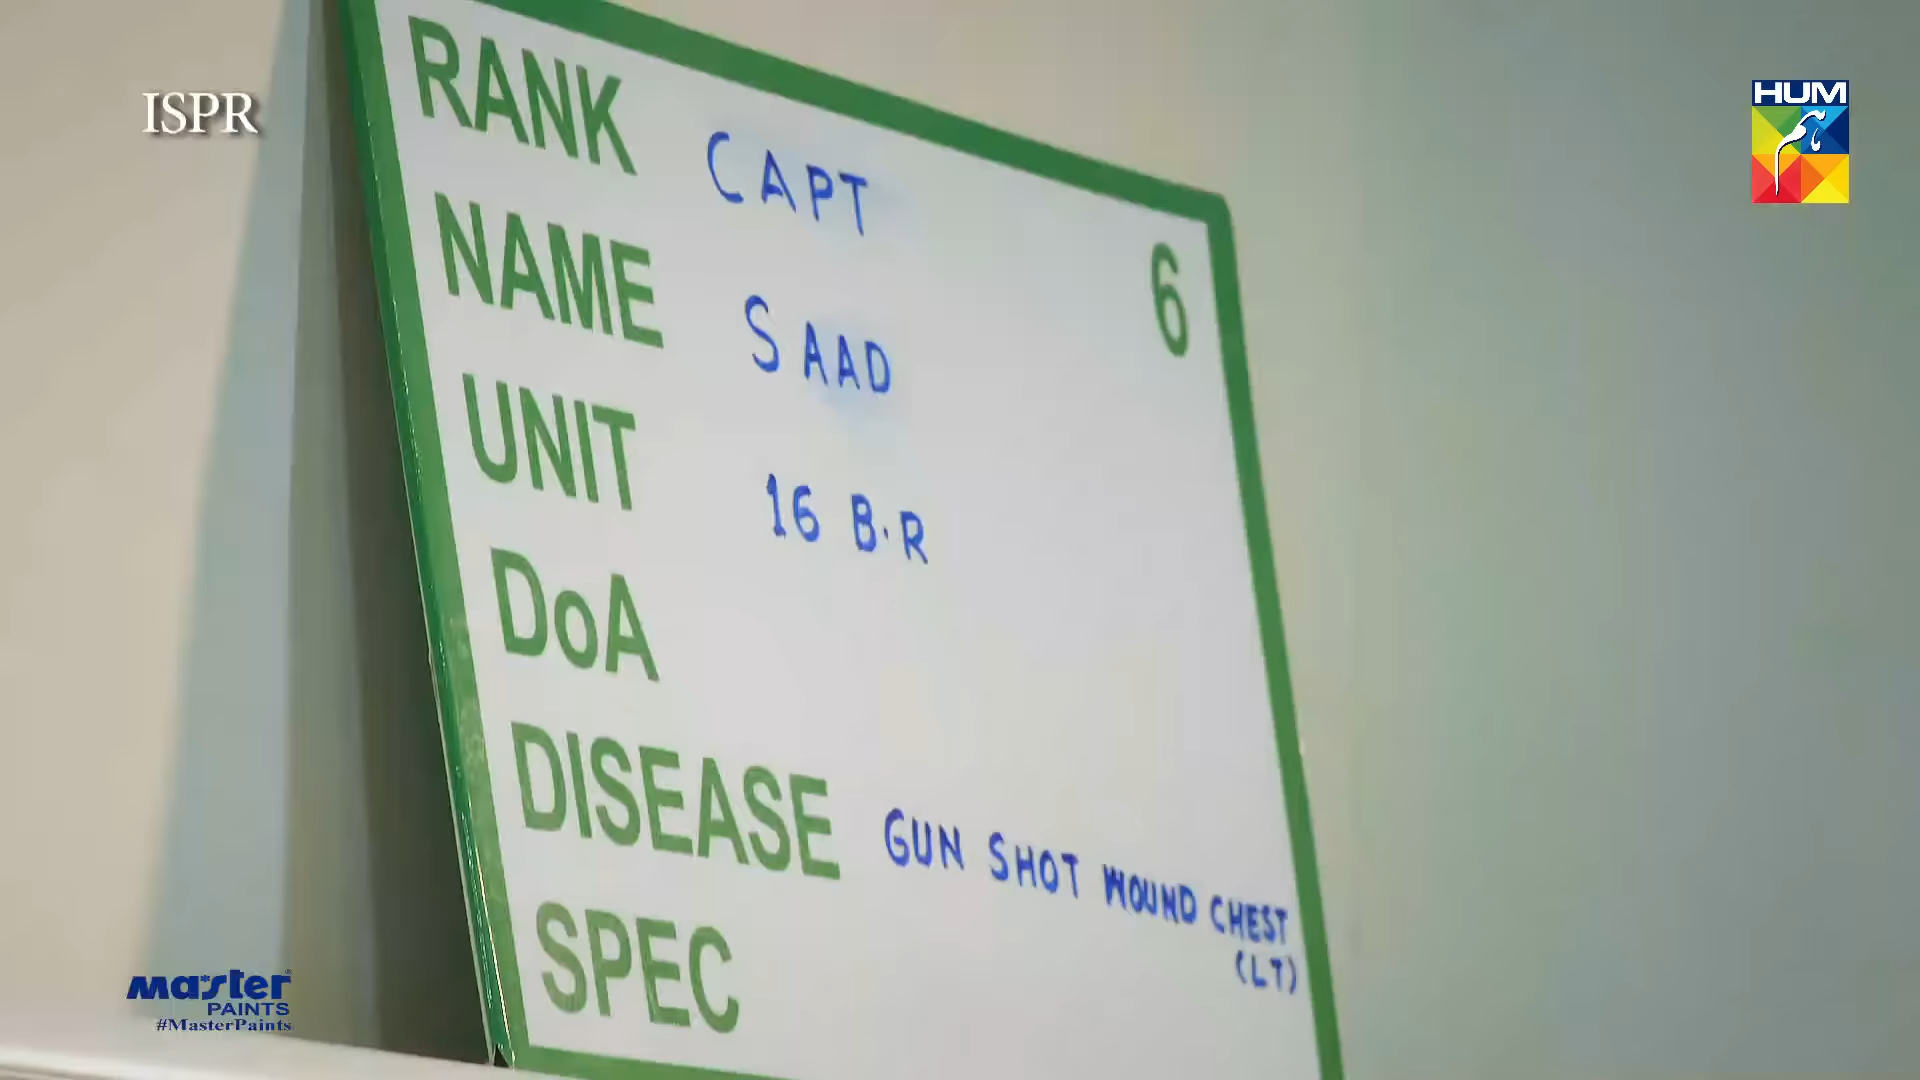 ISPR
HUM
RANK CAPT
6
NAME SAAD
UNIT 16 B.R
DoA
DISEASE GUN SHOT WOUND CHEST
(LT)
SPEC
master
PAINTS
#MasterPaints